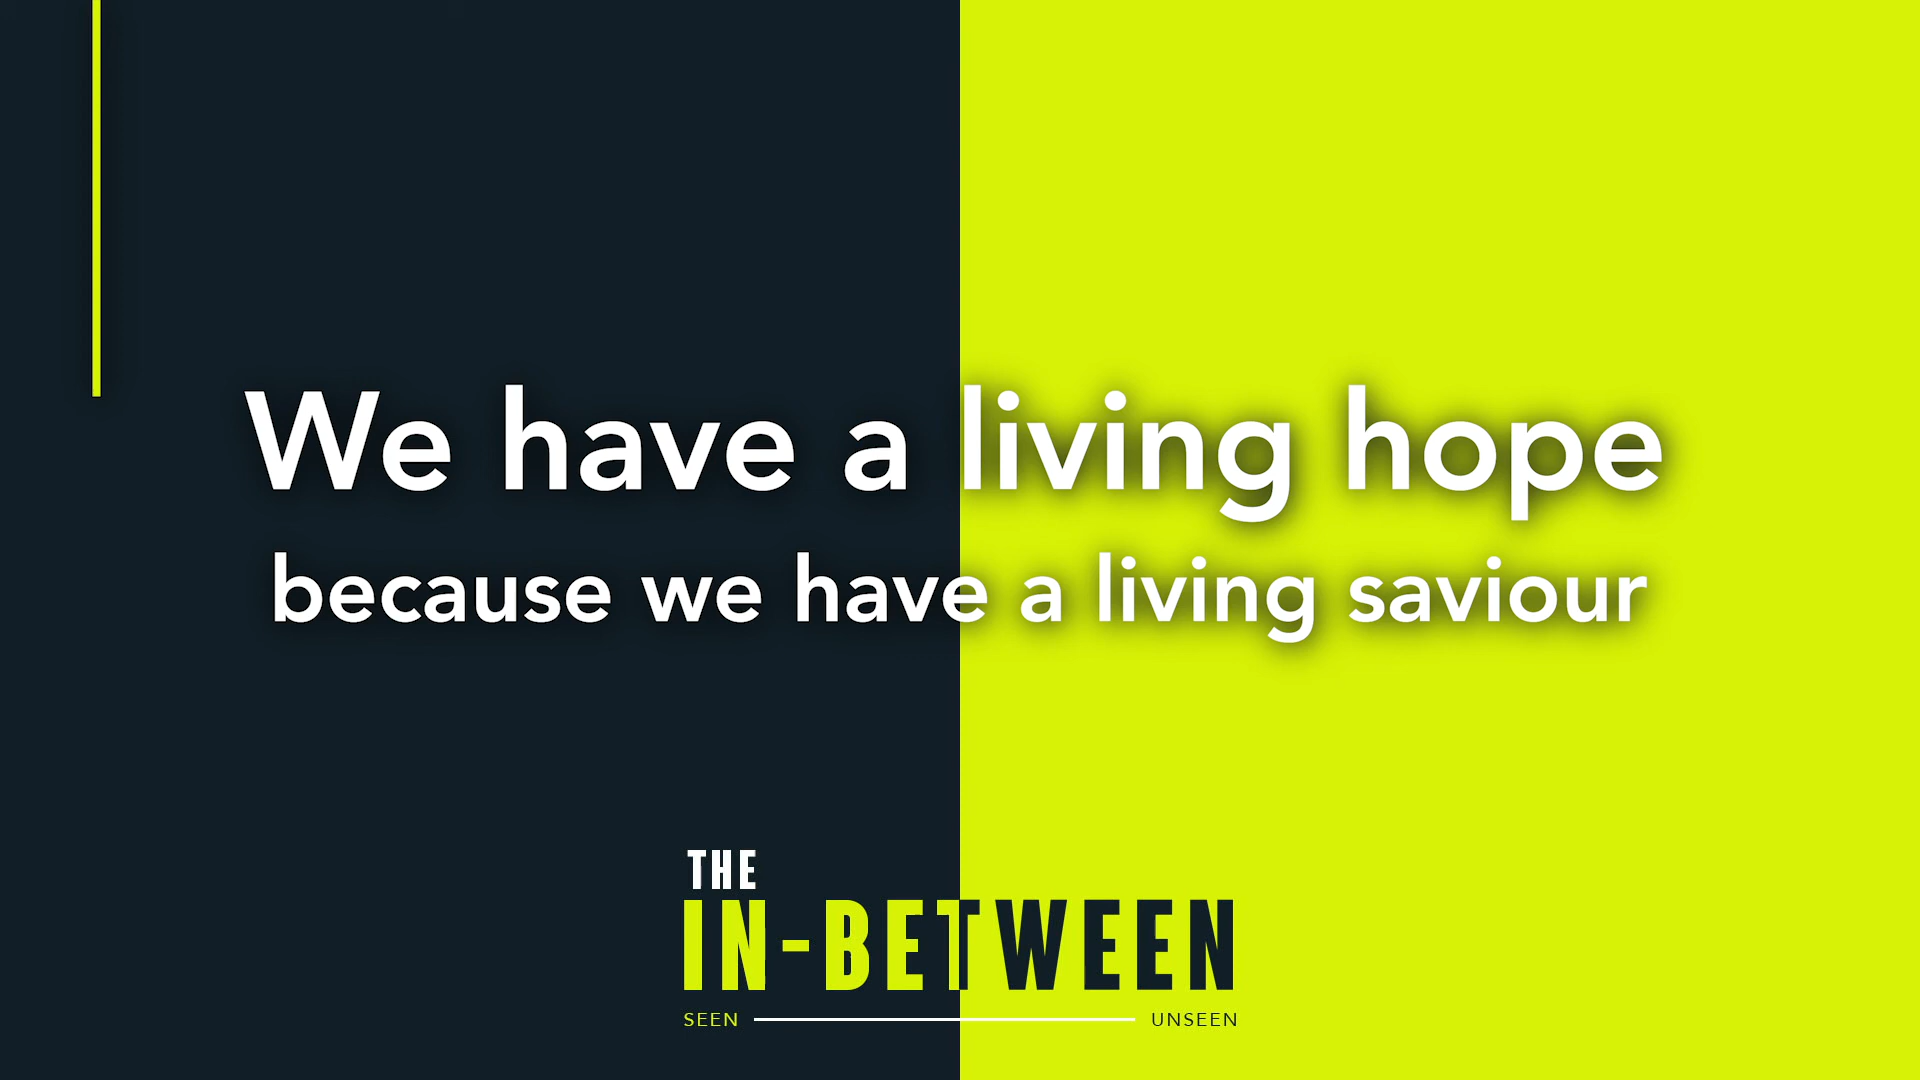 We have a living hope
because we have a living saviour
THE
IN-BETWEEN
SEEN UNSEEN